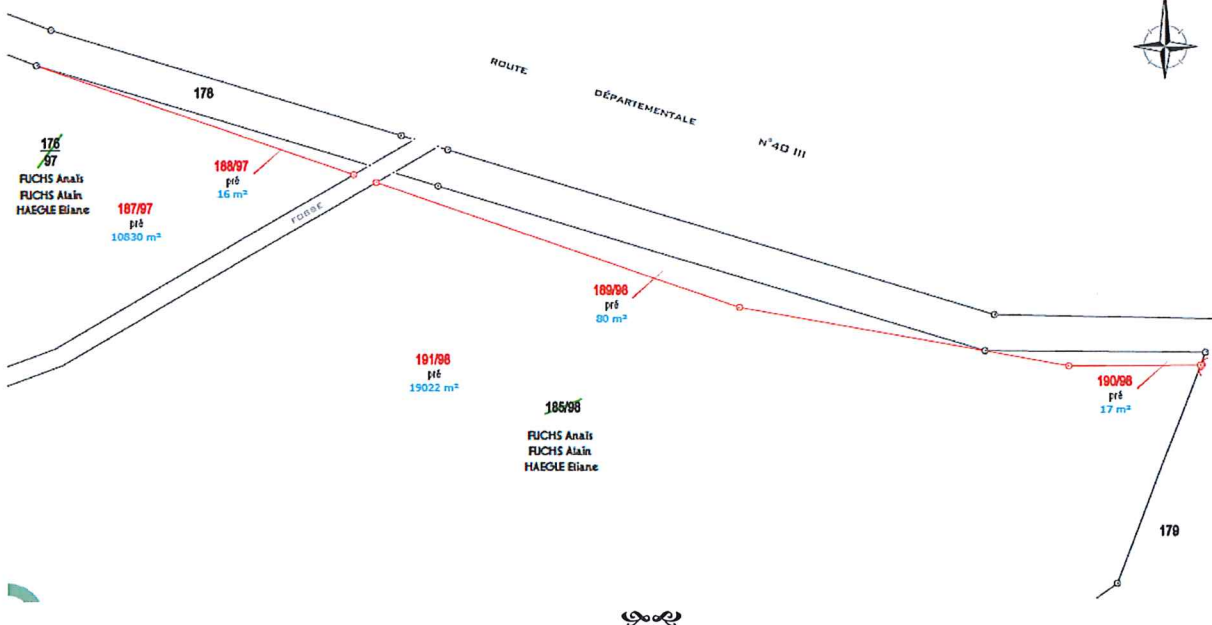 ROUTE
DÉPARTEMENTALE
N°40 III
178
176
97
FUCHS Anaïs
FUCHS Alain
HAEGLE Eliane
188/97
pré
16 m²
187/97
pré
10830 m²
FOSSE
189/98
pré
80 m²
191/98
pré
19022 m²
185/98
FUCHS Anaïs
FUCHS Alain
HAEGLE Eliane
190/98
pré
17 m²
179